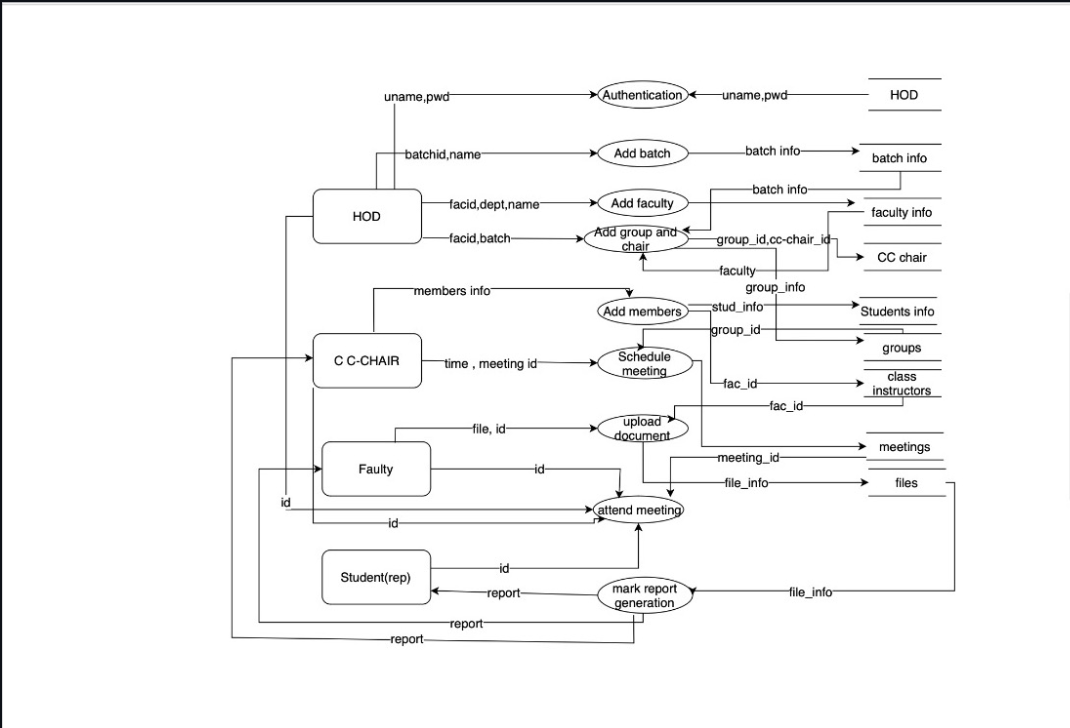 uname,pwd
Authentication
uname,pwd
HOD
batchid,name
Add batch
batch info
batch info
batch info
HOD
facid,dept,name
Add faculty
faculty info
facid,batch
Add group and
chair
group_id,cc-chair_id
CC chair
faculty
group_info
members info
Add members
stud_info
Students info
group_id
groups
C C-CHAIR
time , meeting id
Schedule
meeting
fac_id
class
instructors
fac_id
file, id
upload
document
meetings
meeting_id
Faulty
id
file_info
files
id
attend meeting
id
id
Student(rep)
report
mark report
generation
file_info
report
report